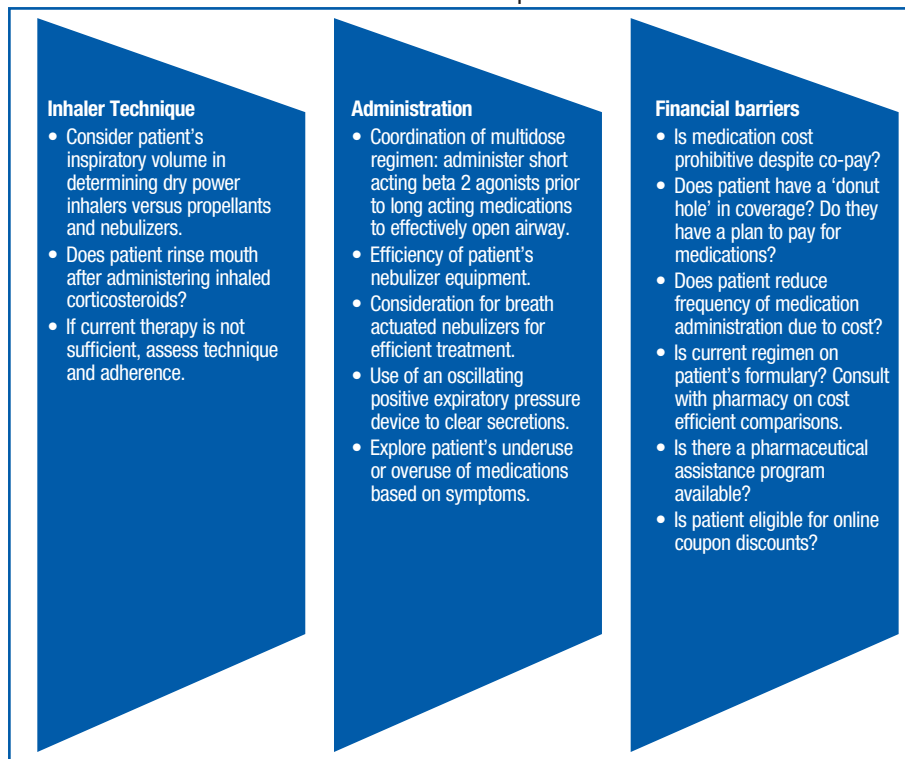 Inhaler Technique
• Consider patient's
inspiratory volume in
determining dry power
inhalers versus propellants
and nebulizers.
• Does patient rinse mouth
after administering inhaled
corticosteroids?
• If current therapy is not
sufficient, assess technique
and adherence.
Administration
• Coordination of multidose
regimen: administer short
acting beta 2 agonists prior
to long acting medications
to effectively open airway.
• Efficiency of patient's
nebulizer equipment.
• Consideration for breath
actuated nebulizers for
efficient treatment.
• Use of an oscillating
positive expiratory pressure
device to clear secretions.
• Explore patient's underuse
or overuse of medications
based on symptoms.
Financial barriers
• Is medication cost
prohibitive despite co-pay?
• Does patient have a ‘donut
hole’ in coverage? Do they
have a plan to pay for
medications?
• Does patient reduce
frequency of medication
administration due to cost?
• Is current regimen on
patient's formulary? Consult
with pharmacy on cost
efficient comparisons.
• Is there a pharmaceutical
assistance program
available?
• Is patient eligible for online
coupon discounts?